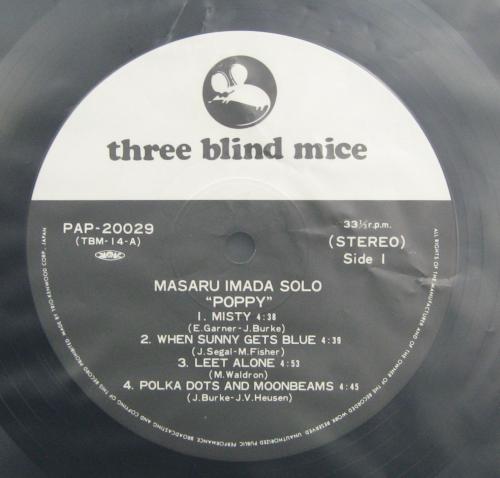 three blind mice
PAP-20029
(TBM-14-A)
33⅓ r.p.m.
(STEREO)
Side 1
MASARU IMADA SOLO
"POPPY"
1. MISTY 4:38
(E. Garner-J. Burke)
2. WHEN SUNNY GETS BLUE 4:39
(J. Segal-M. Fisher)
3. LEET ALONE 4:53
(M. Waldron)
4. POLKA DOTS AND MOONBEAMS 4:45
(J. Burke-J.V. Heusen)
ALL RIGHTS OF THE MANUFACTURER AND OF THE OWNER OF THE RECORDED WORK RESERVED. UNAUTHORIZED PUBLIC PERFORMANCE BROADCASTING AND COPYING OF THIS RECORD PROHIBITED